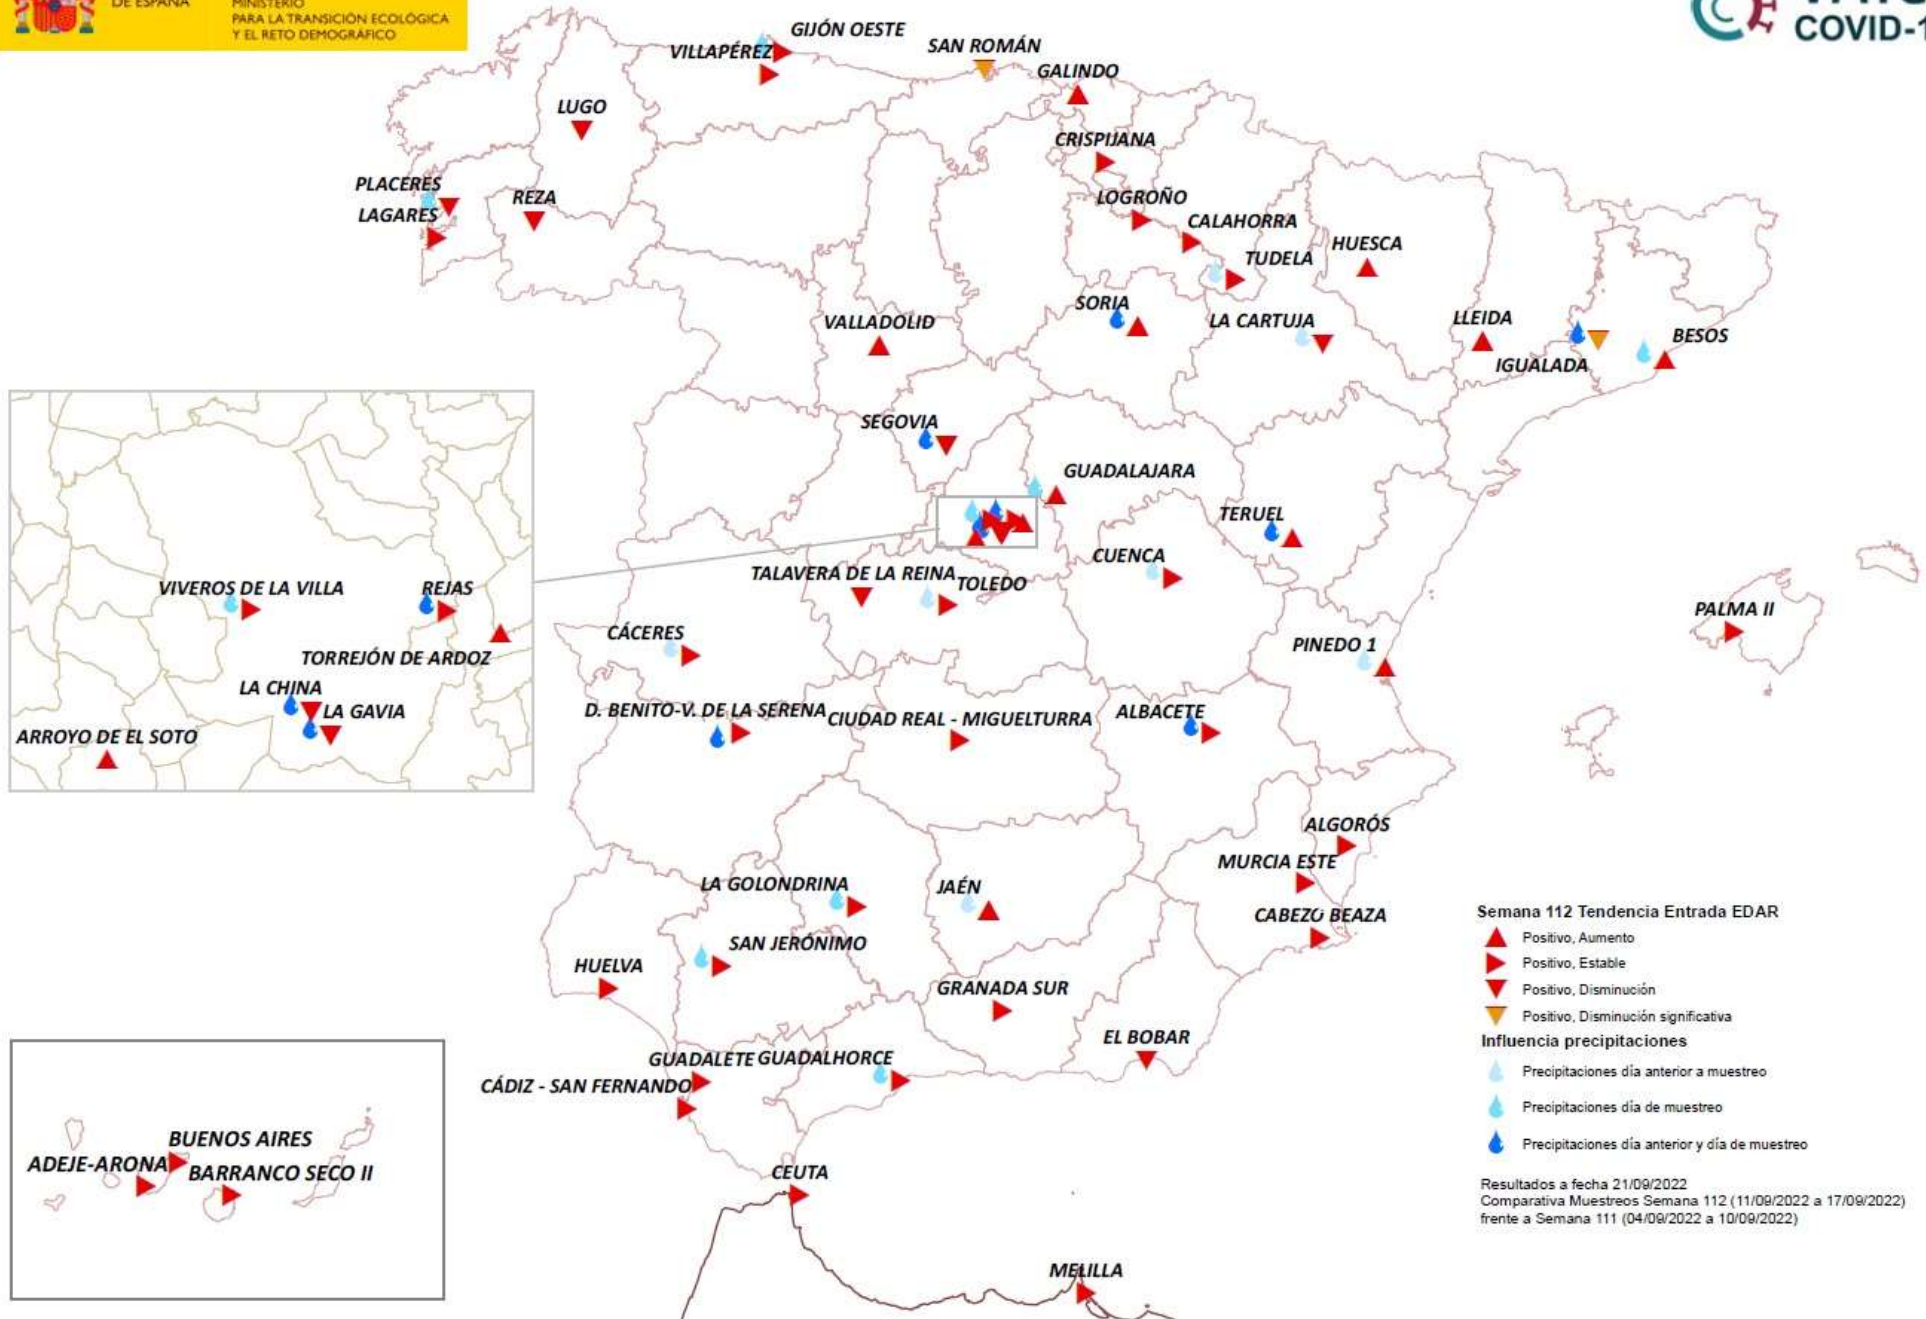 DE ESPAÑA
MINISTERIO
PARA LA TRANSICIÓN ECOLÓGICA
Y EL RETO DEMOGRÁFICO
COVID-1
GIJÓN OESTE
VILLAPÉREZ
SAN ROMÁN
GALINDO
LUGO
CRISPIJANA
PLACERES
REZA
LOGROÑO
LAGARES
CALAHORRA
HUESCA
TUDELA
SORIA
VALLADOLID
LA CARTUJA
LLEIDA
BESOS
IGUALADA
SEGOVIA
GUADALAJARA
TERUEL
CUENCA
TALAVERA DE LA REINA
TOLEDO
VIVEROS DE LA VILLA
REJAS
TORREJÓN DE ARDOZ
LA CHINA
LA GAVIA
ARROYO DE EL SOTO
CÁCERES
PALMA II
PINEDO 1
D. BENITO-V. DE LA SERENA
CIUDAD REAL - MIGUELTURRA
ALBACETE
ALGORÓS
MURCIA ESTE
LA GOLONDRINA
JAÉN
CABEZO BEAZA
SAN JERÓNIMO
HUELVA
GRANADA SUR
EL BOBAR
GUADALETE
GUADALHORCE
CÁDIZ - SAN FERNANDO
BUENOS AIRES
ADEJE-ARONA
BARRANCO SECO II
CEUTA
MELILLA
Semana 112 Tendencia Entrada EDAR
Positivo, Aumento
Positivo, Estable
Positivo, Disminución
Positivo, Disminución significativa
Influencia precipitaciones
Precipitaciones día anterior a muestreo
Precipitaciones día de muestreo
Precipitaciones día anterior y día de muestreo
Resultados a fecha 21/09/2022
Comparativa Muestreos Semana 112 (11/09/2022 a 17/09/2022)
frente a Semana 111 (04/09/2022 a 10/09/2022)